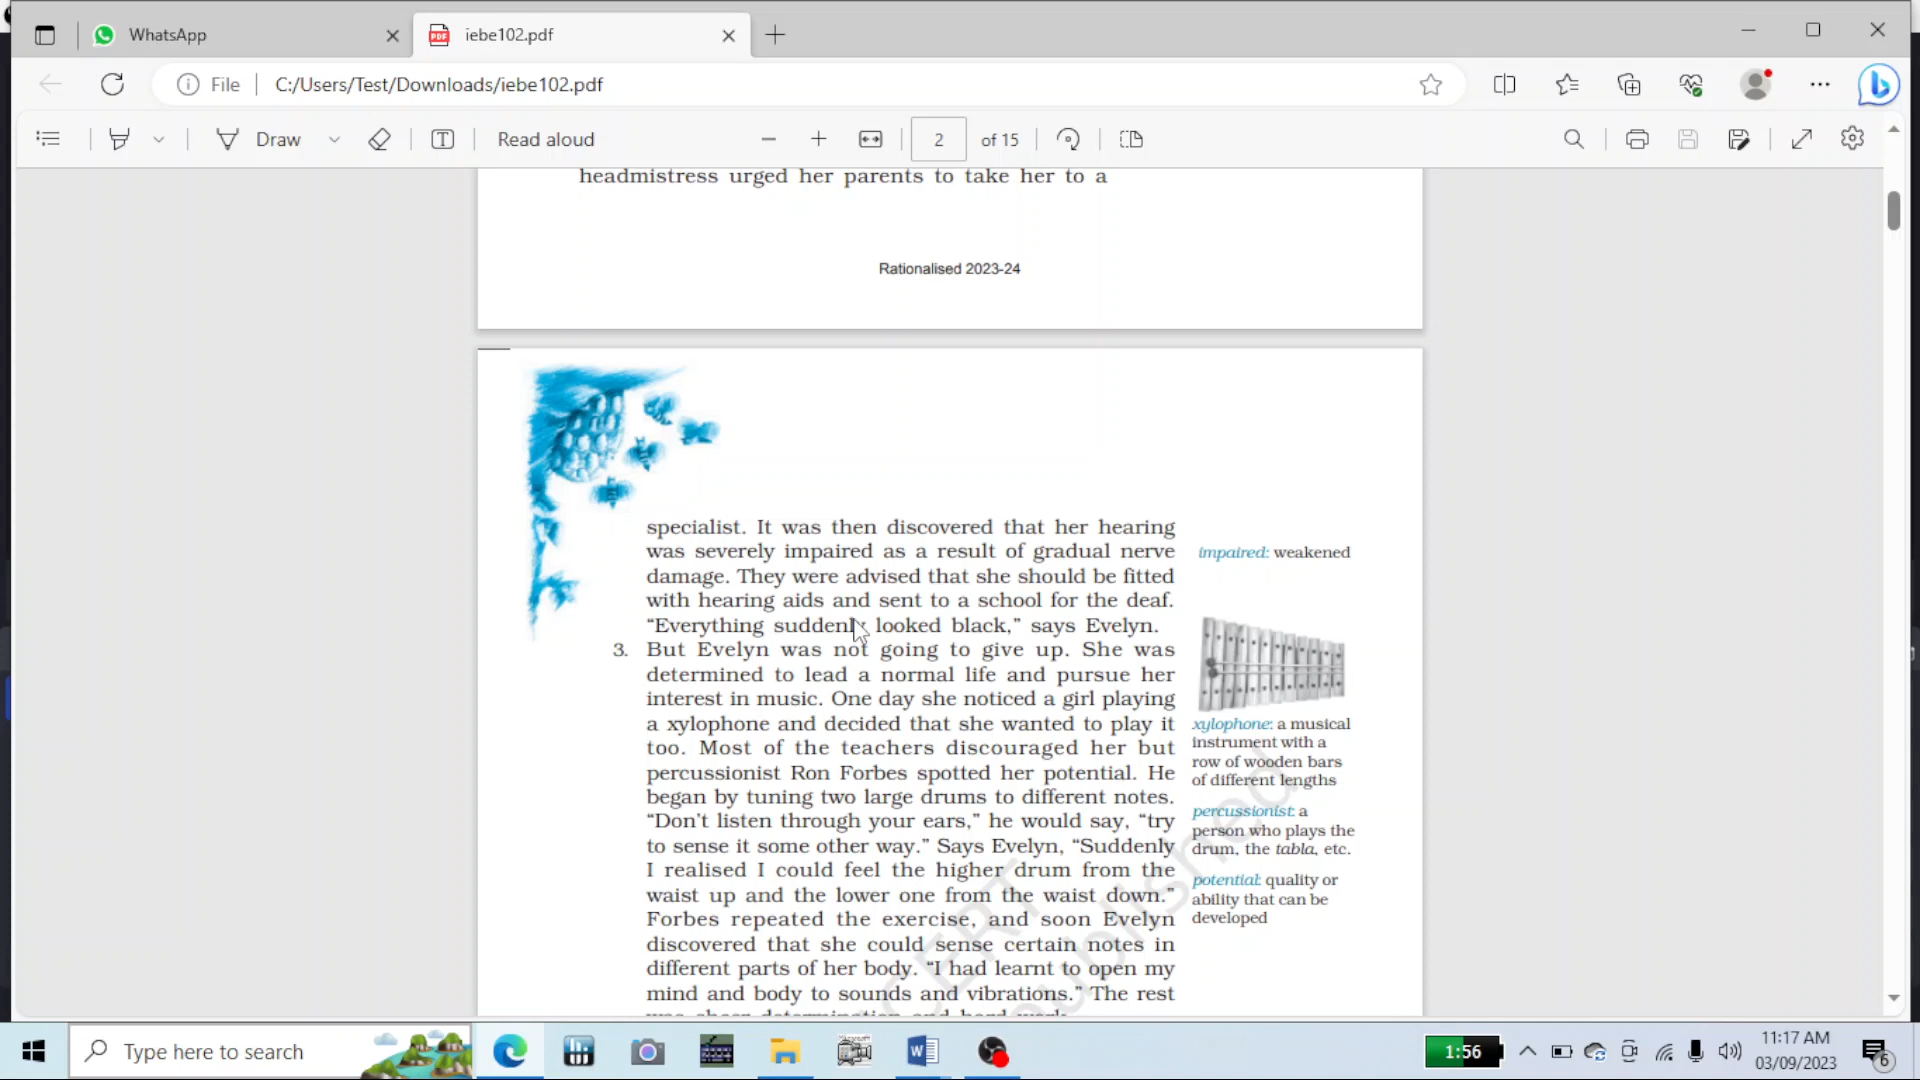 WhatsApp
iebe102.pdf
File
C:/Users/Test/Downloads/iebe102.pdf
Draw
Read aloud
2
of 15
headmistress urged her parents to take her to a
Rationalised 2023-24
specialist. It was then discovered that her hearing
was severely impaired as a result of gradual nerve
damage. They were advised that she should be fitted
with hearing aids and sent to a school for the deaf.
“Everything suddenly looked black,” says Evelyn.
3. But Evelyn was not going to give up. She was
determined to lead a normal life and pursue her
interest in music. One day she noticed a girl playing
a xylophone and decided that she wanted to play it
too. Most of the teachers discouraged her but
percussionist Ron Forbes spotted her potential. He
began by tuning two large drums to different notes.
“Don't listen through your ears,” he would say, “try
to sense it some other way.” Says Evelyn, “Suddenly
I realised I could feel the higher drum from the
waist up and the lower one from the waist down.”
Forbes repeated the exercise, and soon Evelyn
discovered that she could sense certain notes in
different parts of her body. “I had learnt to open my
mind and body to sounds and vibrations.” The rest
was sheer determination and hard work.
impaired: weakened
xylophone: a musical
instrument with a
row of wooden bars
of different lengths
percussionist: a
person who plays the
drum, the tabla, etc.
potential: quality or
ability that can be
developed
CERT
published
Type here to search
1:56
11:17 AM
03/09/2023
6